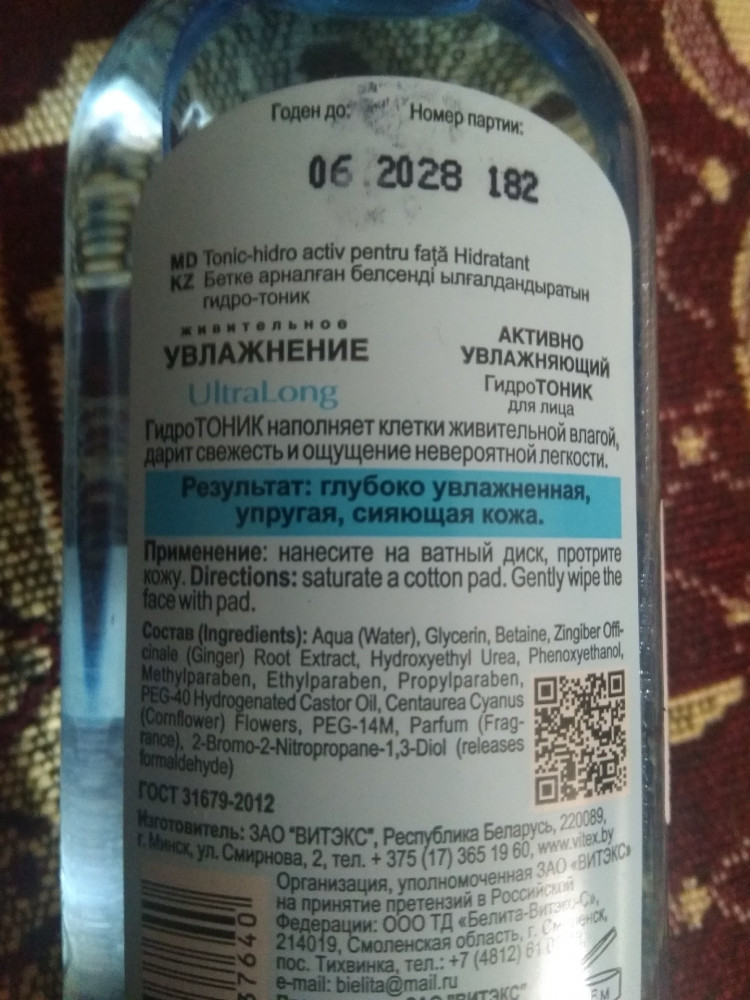 Годен до: Номер партии:
06 2028 182
MD Tonic-hidro activ pentru față Hidratant
KZ Бетке арналған белсенді ылғалдандыратын
гидро-тоник
живительное
УВЛАЖНЕНИЕ
UltraLong
АКТИВНО
УВЛАЖНЯЮЩИЙ
ГидроТОНИК
для лица
ГидроТОНИК наполняет клетки живительной влагой,
дарит свежесть и ощущение невероятной легкости.
Результат: глубоко увлажненная,
упругая, сияющая кожа.
Применение: нанесите на ватный диск, протрите
кожу. Directions: saturate a cotton pad. Gently wipe the
face with pad.
Состав (Ingredients): Aqua (Water), Glycerin, Betaine, Zingiber Offi-
cinale (Ginger) Root Extract, Hydroxyethyl Urea, Phenoxyethanol,
Methylparaben, Ethylparaben, Propylparaben,
PEG-40 Hydrogenated Castor Oil, Centaurea Cyanus
(Cornflower) Flowers, PEG-14M, Parfum (Frag-
rance), 2-Bromo-2-Nitropropane-1,3-Diol (releases
formaldehyde)
ГОСТ 31679-2012
Изготовитель: ЗАО "ВИТЭКС", Республика Беларусь, 220089,
г. Минск, ул. Смирнова, 2, тел. + 375 (17) 365 19 60, www.vitex.by
Организация, уполномоченная ЗАО «ВИТЭКС»
на принятие претензий в Российской
Федерации: ООО ТД «Белита-Витэкс-С»,
214019, Смоленская область, г. Смоленск,
пос. Тихвинка, тел.: +7 (4812)
e-mail: bielita@mail.ru
ЗАО "ВИТЭКС"
37640